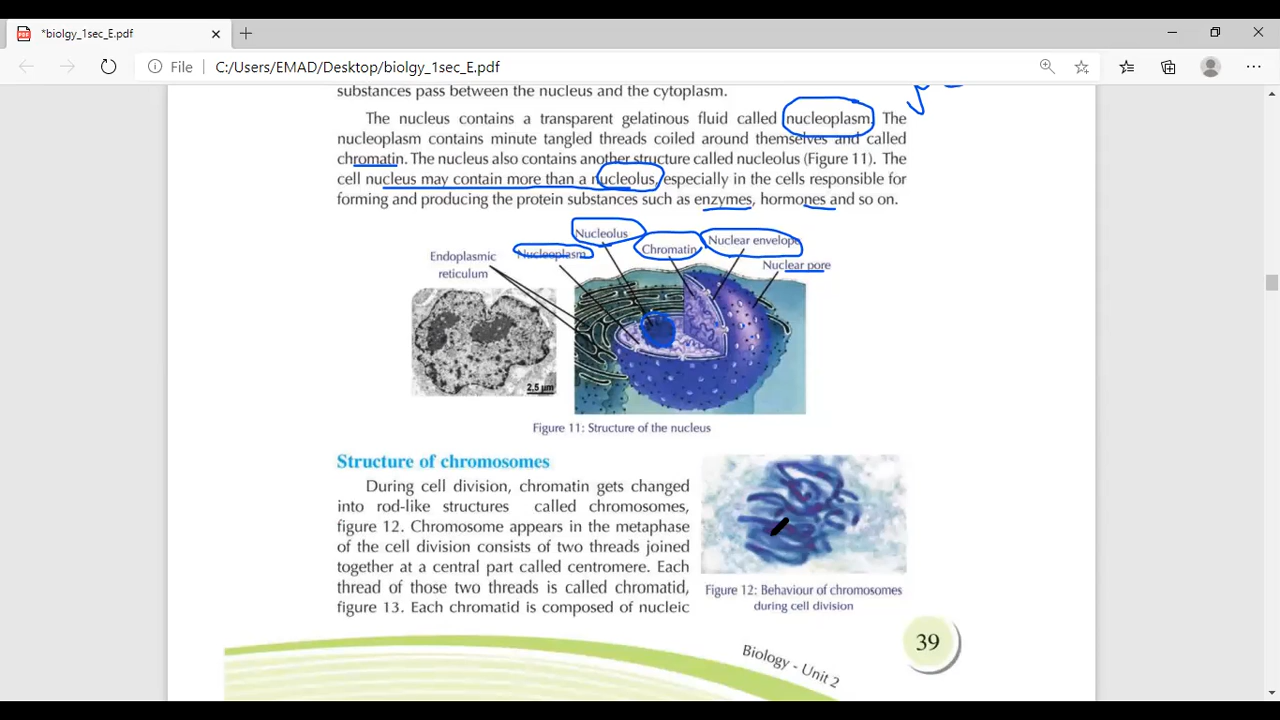 *biolgy_1sec_E.pdf
File C:/Users/EMAD/Desktop/biolgy_1sec_E.pdf
substances pass between the nucleus and the cytoplasm.
The nucleus contains a transparent gelatinous fluid called nucleoplasm. The
nucleoplasm contains minute tangled threads coiled around themselves and called
chromatin. The nucleus also contains another structure called nucleolus (Figure 11). The
cell nucleus may contain more than a nucleolus, especially in the cells responsible for
forming and producing the protein substances such as enzymes, hormones and so on.
Nucleolus
Nuclear envelope
Chromatin
Nucleoplasm
Endoplasmic
reticulum
Nuclear pore
2,5 µm
Figure 11: Structure of the nucleus
Structure of chromosomes
During cell division, chromatin gets changed
into rod-like structures called chromosomes,
figure 12. Chromosome appears in the metaphase
of the cell division consists of two threads joined
together at a central part called centromere. Each
thread of those two threads is called chromatid,
figure 13. Each chromatid is composed of nucleic
Figure 12: Behaviour of chromosomes
during cell division
39
Biology - Unit 2